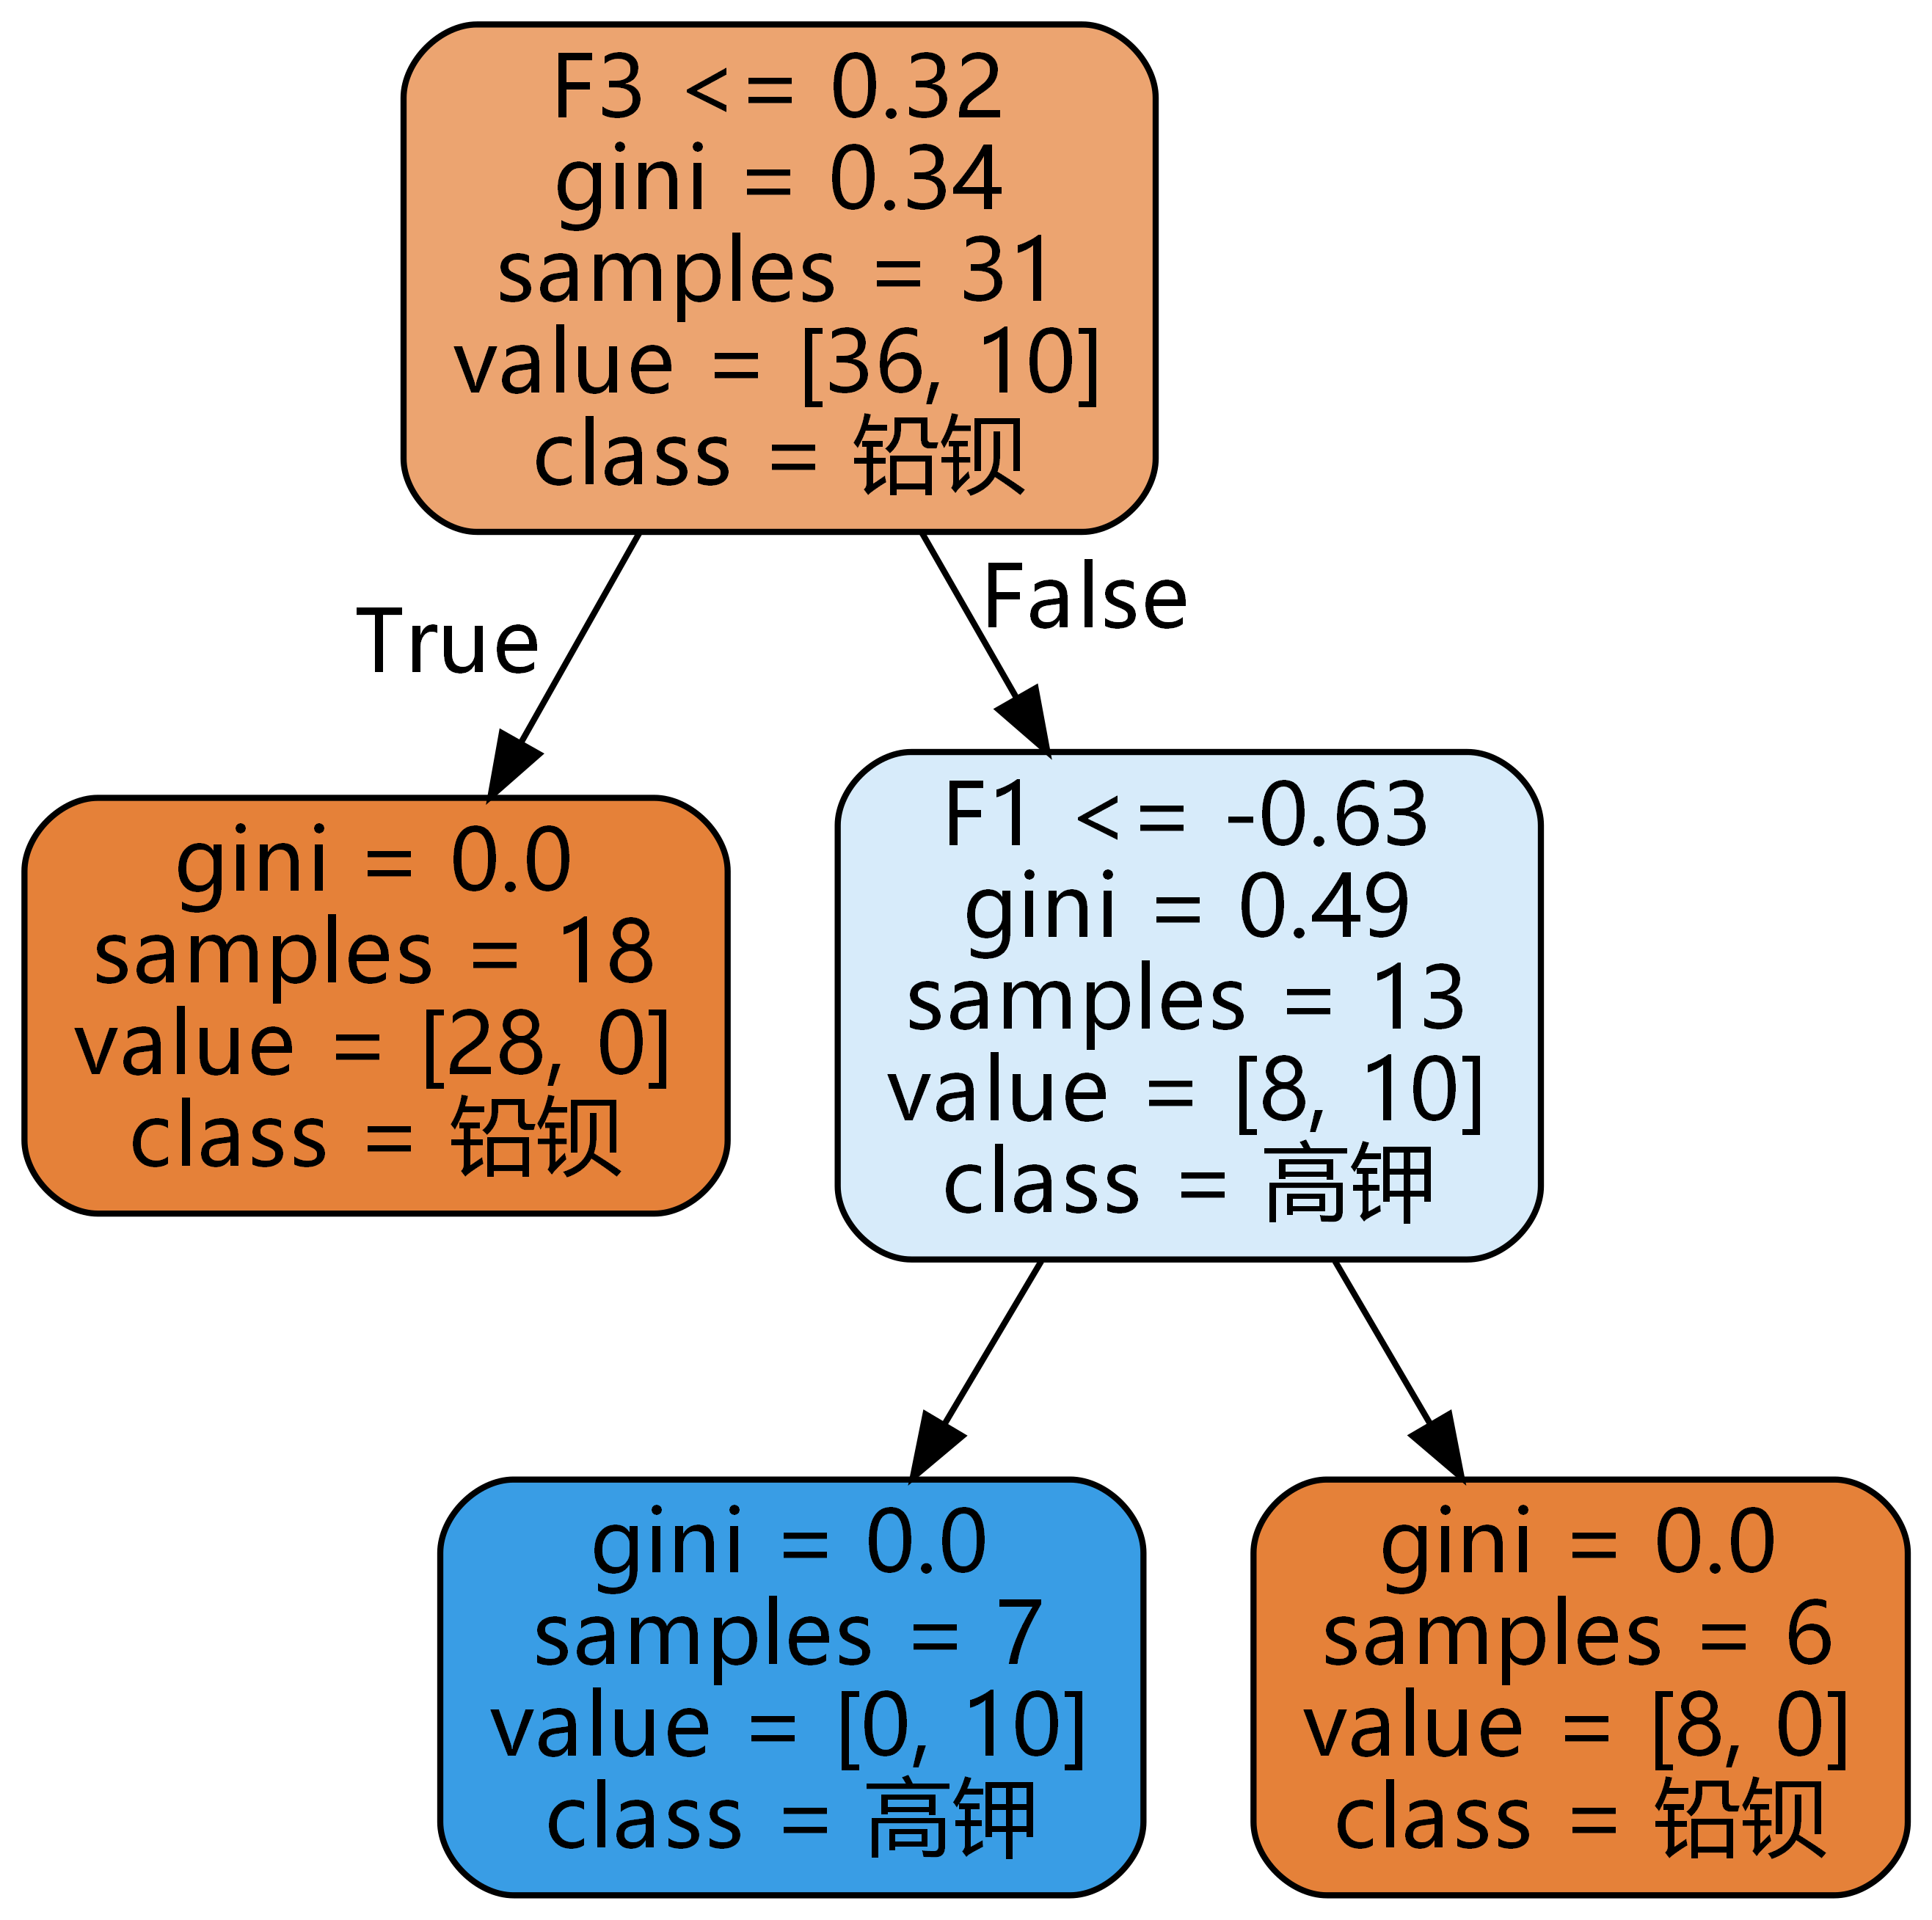 F3 <= 0.32
gini = 0.34
samples = 31
value = [36, 10]
class = 铅钡
True
False
gini = 0.0
samples = 18
value = [28, 0]
class = 铅钡
F1 <= -0.63
gini = 0.49
samples = 13
value = [8, 10]
class = 高钾
gini = 0.0
samples = 7
value = [0, 10]
class = 高钾
gini = 0.0
samples = 6
value = [8, 0]
class = 铅钡